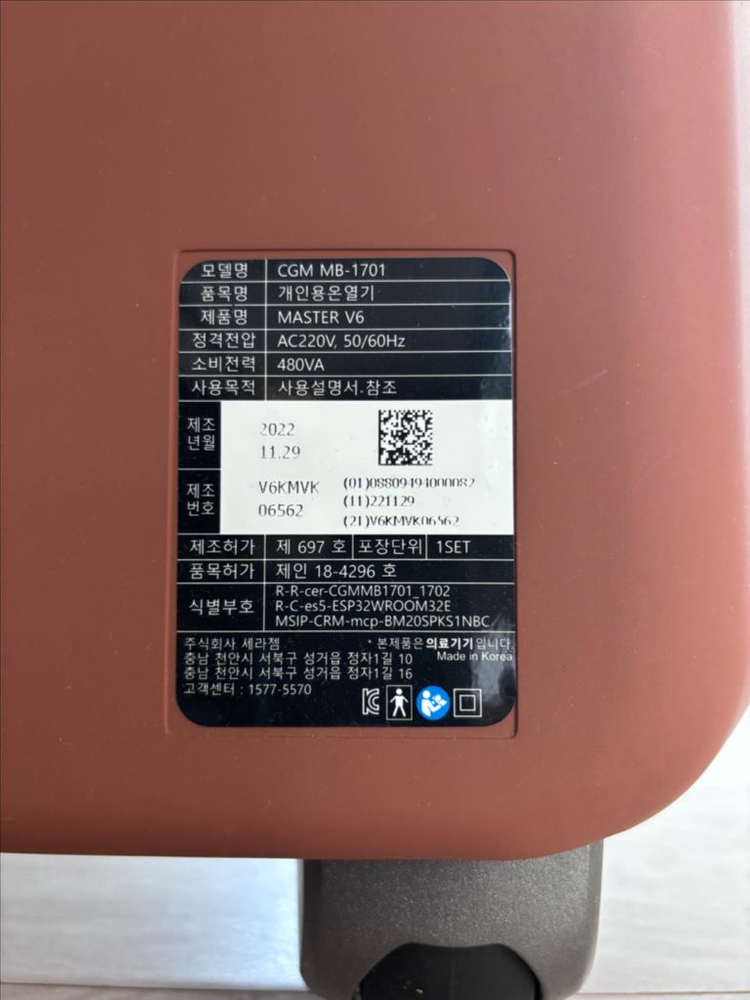 모델명 CGM MB-1701
품목명 개인용온열기
제품명 MASTER V6
정격전압 AC220V, 50/60Hz
소비전력 480VA
사용목적 사용설명서.참조
제조년월 2022 11.29
제조번호 V6KMVK 06562
(01)08809494000082
(11)221129
(21)V6KMVK06562
제조허가 제 697 호 포장단위 1SET
품목허가 제인 18-4296 호
식별부호 R-R-cer-CGMMB1701_1702
R-C-es5-ESP32WROOM32E
MSIP-CRM-mcp-BM20SPKS1NBC
주식회사 세라젬 * 본제품은 의료기기 입니다.
충남 천안시 서북구 성거읍 정자1길 10 Made in Korea
충남 천안시 서북구 성거읍 정자1길 16
고객센터 : 1577-5570